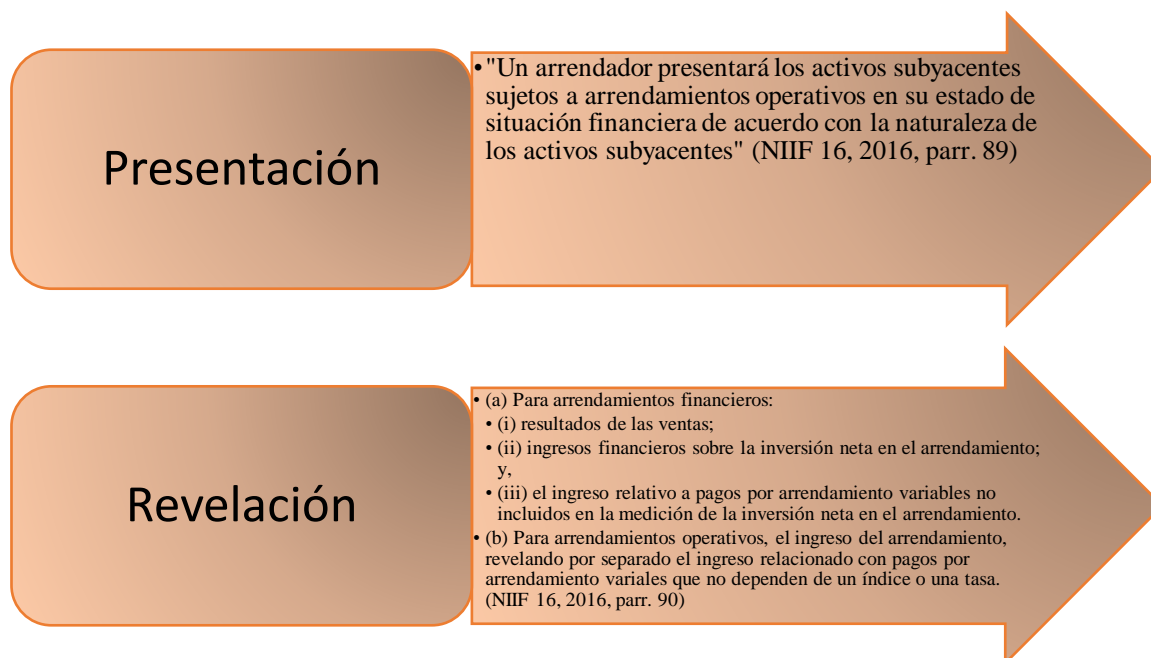 Presentación
• "Un arrendador presentará los activos subyacentes
sujetos a arrendamientos operativos en su estado de
situación financiera de acuerdo con la naturaleza de
los activos subyacentes" (NIIF 16, 2016, parr. 89)
Revelación
• (a) Para arrendamientos financieros:
• (i) resultados de las ventas;
• (ii) ingresos financieros sobre la inversión neta en el arrendamiento;
y,
• (iii) el ingreso relativo a pagos por arrendamiento variables no
incluidos en la medición de la inversión neta en el arrendamiento.
• (b) Para arrendamientos operativos, el ingreso del arrendamiento,
revelando por separado el ingreso relacionado con pagos por
arrendamiento variales que no dependen de un índice o una tasa.
(NIIF 16, 2016, parr. 90)